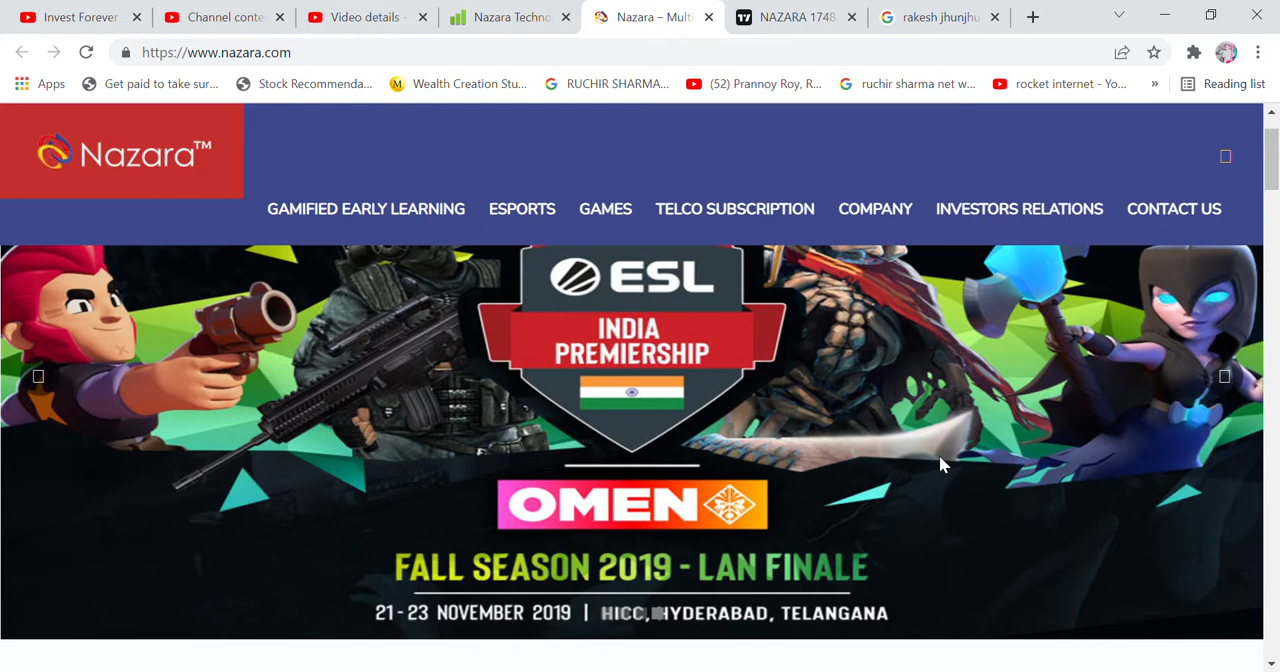 Invest Forever
Channel conte
Video details -
Nazara Techno
Nazara – Multi
NAZARA 1748
rakesh jhunjhu
https://www.nazara.com
Apps
Get paid to take sur...
Stock Recommenda...
Wealth Creation Stu...
RUCHIR SHARMA...
(52) Prannoy Roy, R...
ruchir sharma net w...
rocket internet - Yo...
»
Reading list
Nazara™
GAMIFIED EARLY LEARNING
ESPORTS
GAMES
TELCO SUBSCRIPTION
COMPANY
INVESTORS RELATIONS
CONTACT US
ESL
INDIA
PREMIERSHIP
OMEN
FALL SEASON 2019 - LAN FINALE
21 - 23 NOVEMBER 2019 | HICC, HYDERABAD, TELANGANA